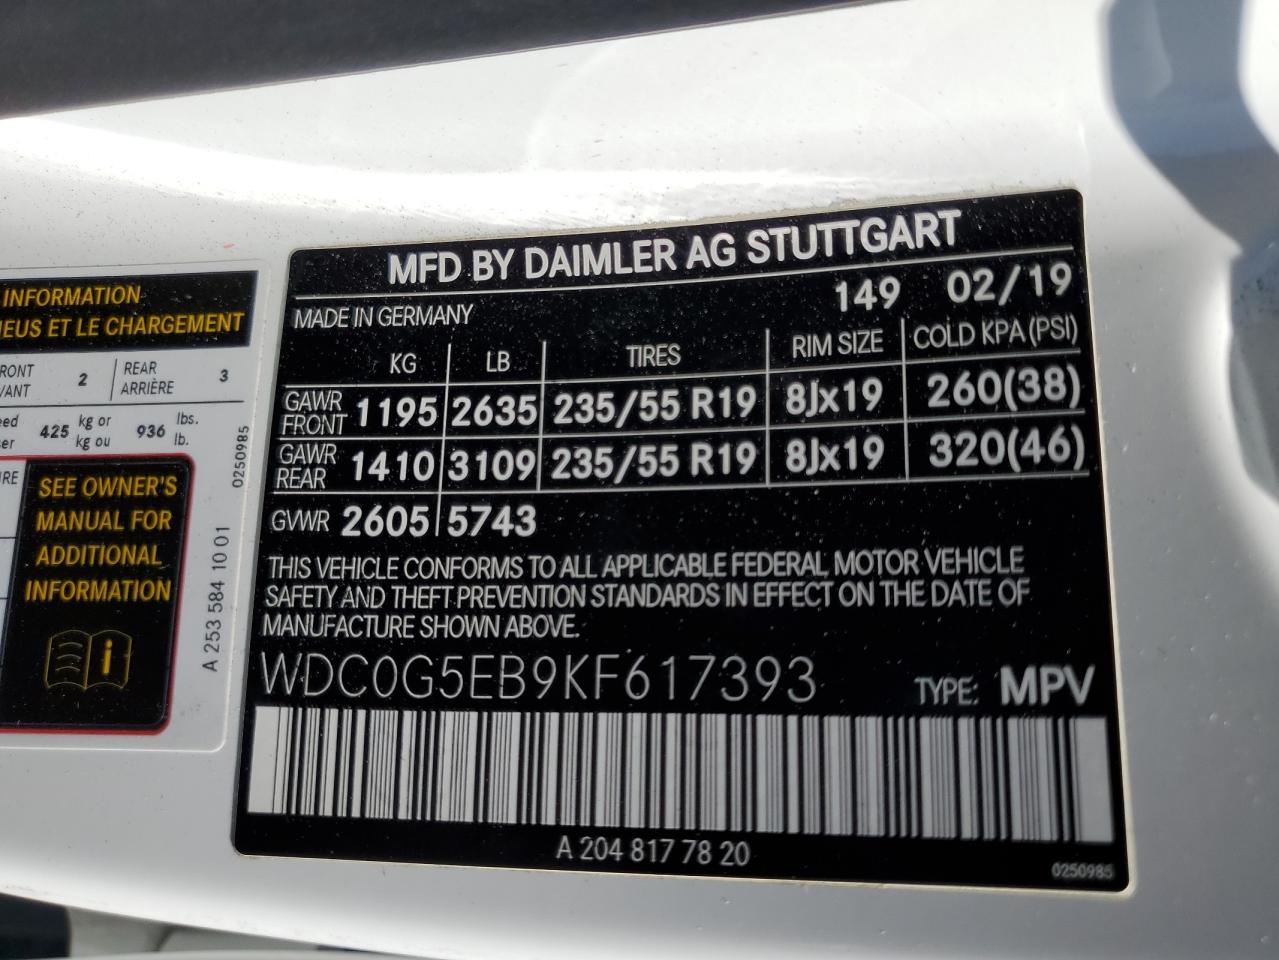 INFORMATION
NEUS ET LE CHARGEMENT
RONT 2 REAR 3
ARRIÈRE
425 kg or 936 lbs.
kg ou lb.
SEE OWNER'S
MANUAL FOR
ADDITIONAL
INFORMATION
i
A 253 584 10 01
0250985
MFD BY DAIMLER AG STUTTGART
MADE IN GERMANY 149 02/19
KG LB TIRES RIM SIZE COLD KPA (PSI)
GAWR FRONT 1195 2635 235/55 R19 8Jx19 260(38)
GAWR REAR 1410 3109 235/55 R19 8Jx19 320(46)
GVWR 2605 5743
THIS VEHICLE CONFORMS TO ALL APPLICABLE FEDERAL MOTOR VEHICLE
SAFETY AND THEFT PREVENTION STANDARDS IN EFFECT ON THE DATE OF
MANUFACTURE SHOWN ABOVE.
WDC0G5EB9KF617393 TYPE: MPV
A 204 817 78 20
0250985